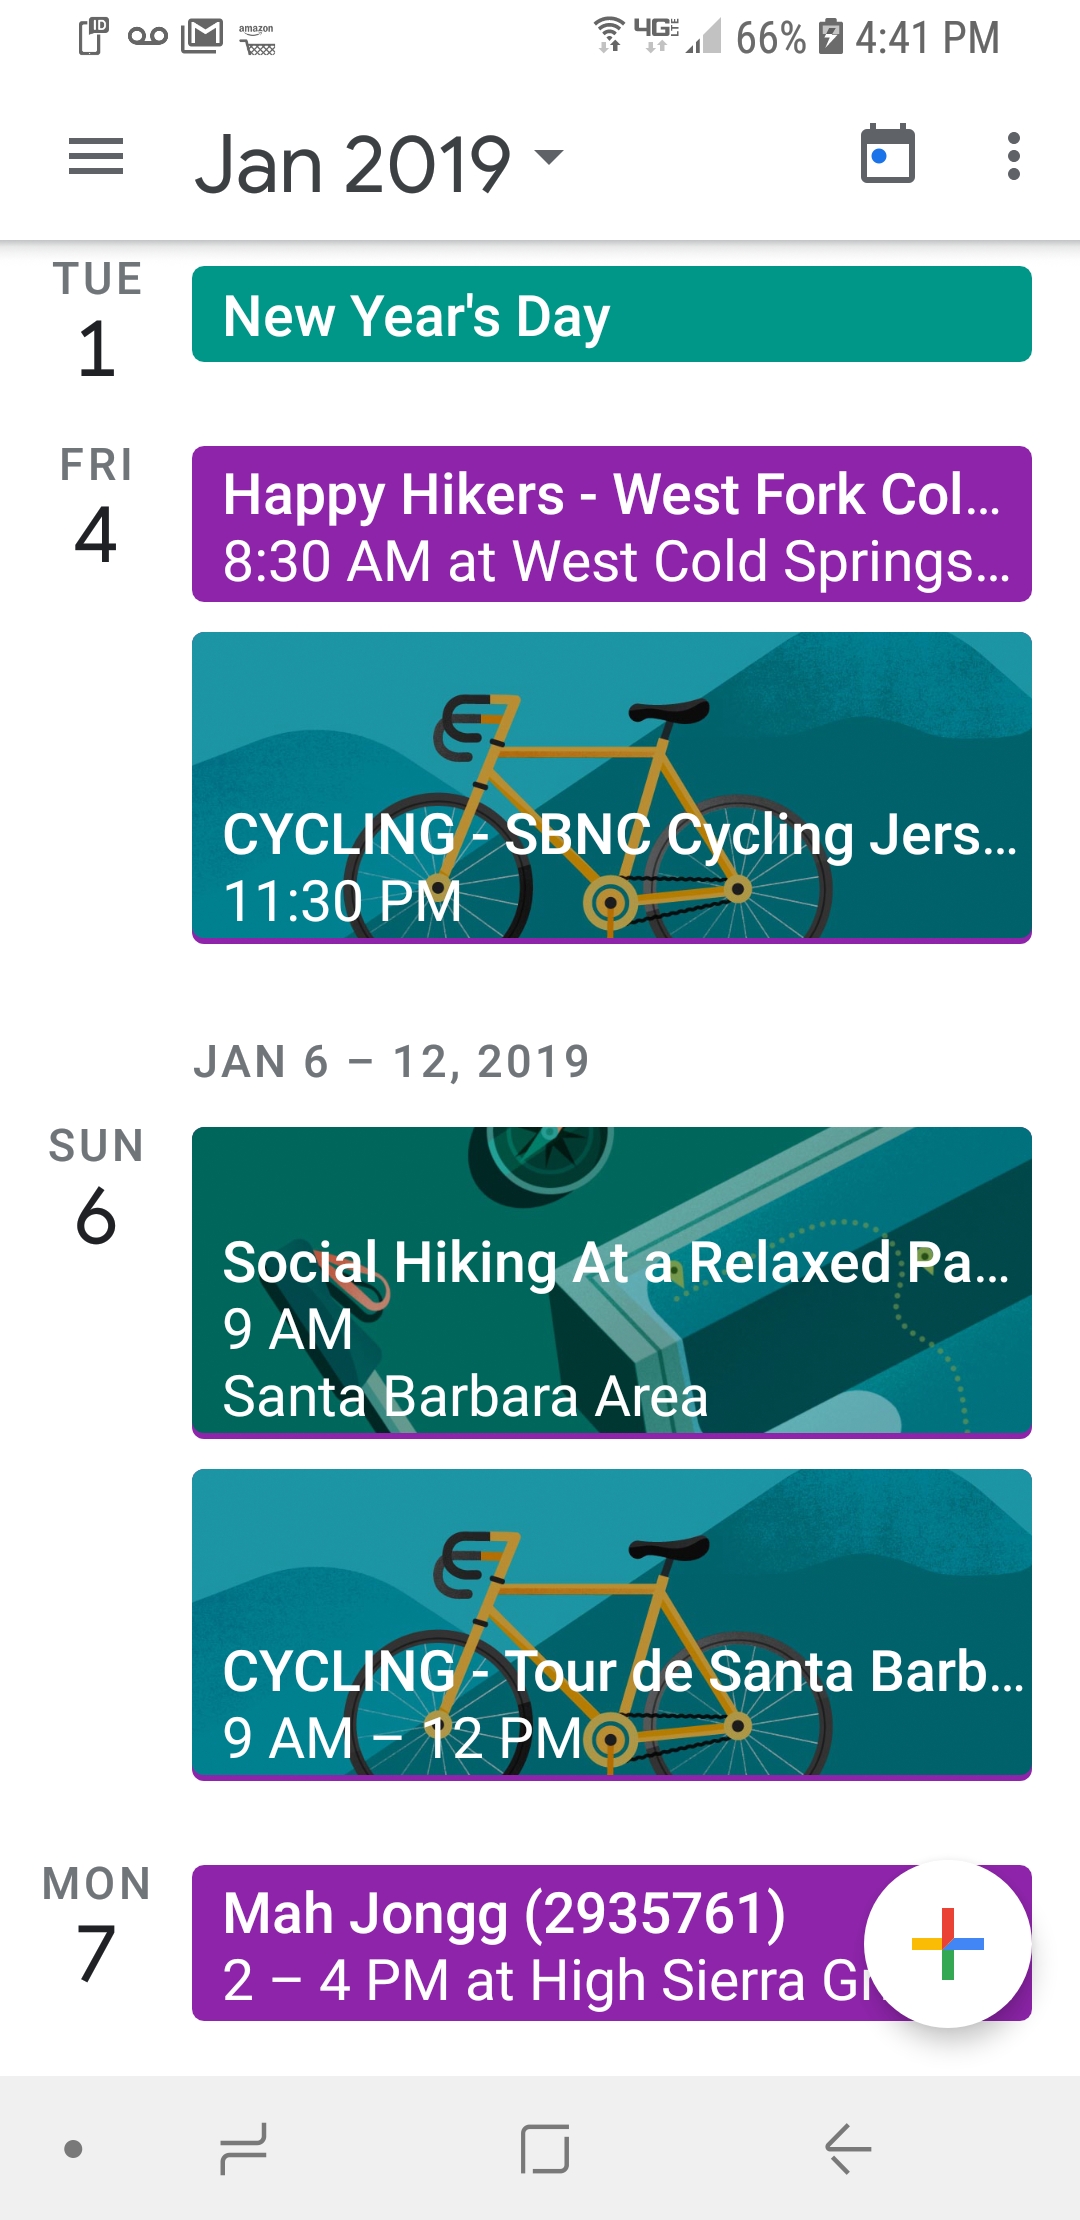 ID
amazon
4G LTE 66% 4:41 PM
Jan 2019
TUE
1
New Year's Day
FRI
4
Happy Hikers - West Fork Col...
8:30 AM at West Cold Springs...
CYCLING - SBNC Cycling Jers...
11:30 PM
JAN 6 – 12, 2019
SUN
6
Social Hiking At a Relaxed Pa...
9 AM
Santa Barbara Area
CYCLING - Tour de Santa Barb...
9 AM – 12 PM
MON
7
Mah Jongg (2935761)
2 – 4 PM at High Sierra Gr